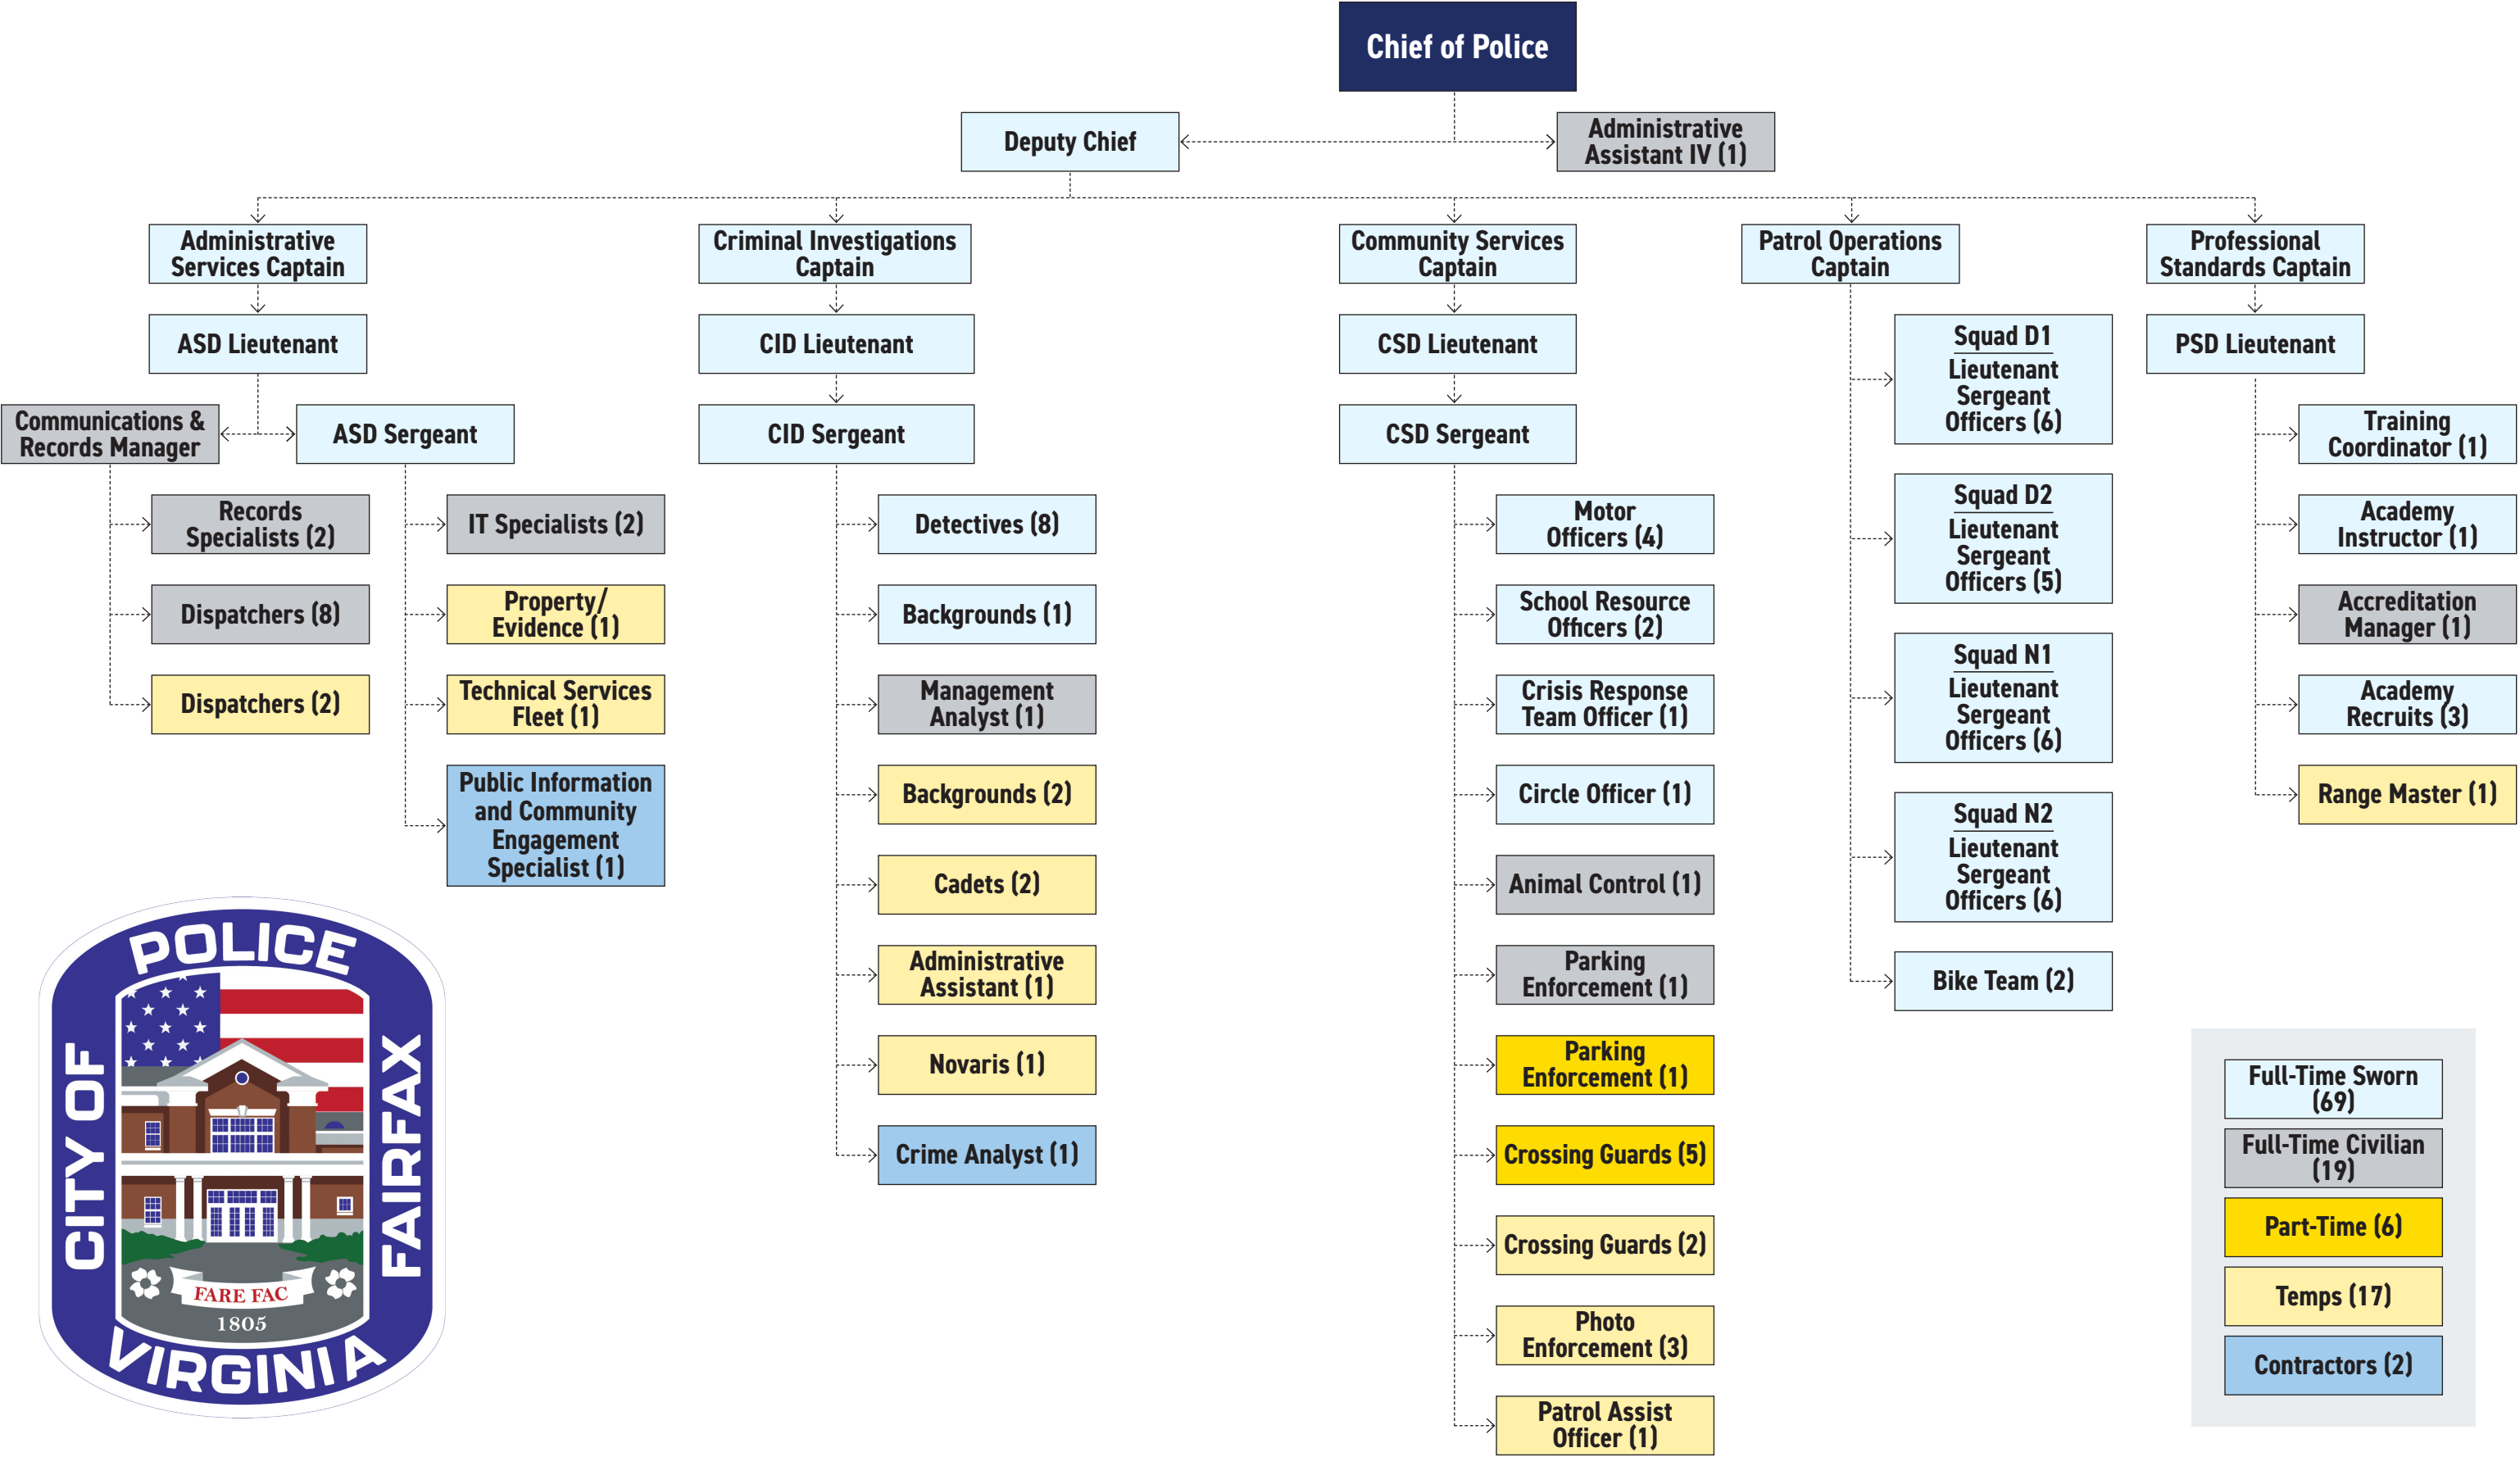 Chief of Police
Deputy Chief
Administrative
Assistant IV (1)
Administrative
Services Captain
Criminal Investigations
Captain
Community Services
Captain
Patrol Operations
Captain
Professional
Standards Captain
ASD Lieutenant
Communications &
Records Manager
ASD Sergeant
Records
Specialists (2)
Dispatchers (8)
Dispatchers (2)
IT Specialists (2)
Property/
Evidence (1)
Technical Services
Fleet (1)
Public Information
and Community
Engagement
Specialist (1)
CID Lieutenant
CID Sergeant
Detectives (8)
Backgrounds (1)
Management
Analyst (1)
Backgrounds (2)
Cadets (2)
Administrative
Assistant (1)
Novaris (1)
Crime Analyst (1)
CSD Lieutenant
CSD Sergeant
Motor
Officers (4)
School Resource
Officers (2)
Crisis Response
Team Officer (1)
Circle Officer (1)
Animal Control (1)
Parking
Enforcement (1)
Parking
Enforcement (1)
Crossing Guards (5)
Crossing Guards (2)
Photo
Enforcement (3)
Patrol Assist
Officer (1)
Squad D1
Lieutenant
Sergeant
Officers (6)
Squad D2
Lieutenant
Sergeant
Officers (5)
Squad N1
Lieutenant
Sergeant
Officers (6)
Squad N2
Lieutenant
Sergeant
Officers (6)
Bike Team (2)
PSD Lieutenant
Training
Coordinator (1)
Academy
Instructor (1)
Accreditation
Manager (1)
Academy
Recruits (3)
Range Master (1)
POLICE
CITY OF
FAIRFAX
FARE FAC
1805
VIRGINIA
Full-Time Sworn
(69)
Full-Time Civilian
(19)
Part-Time (6)
Temps (17)
Contractors (2)